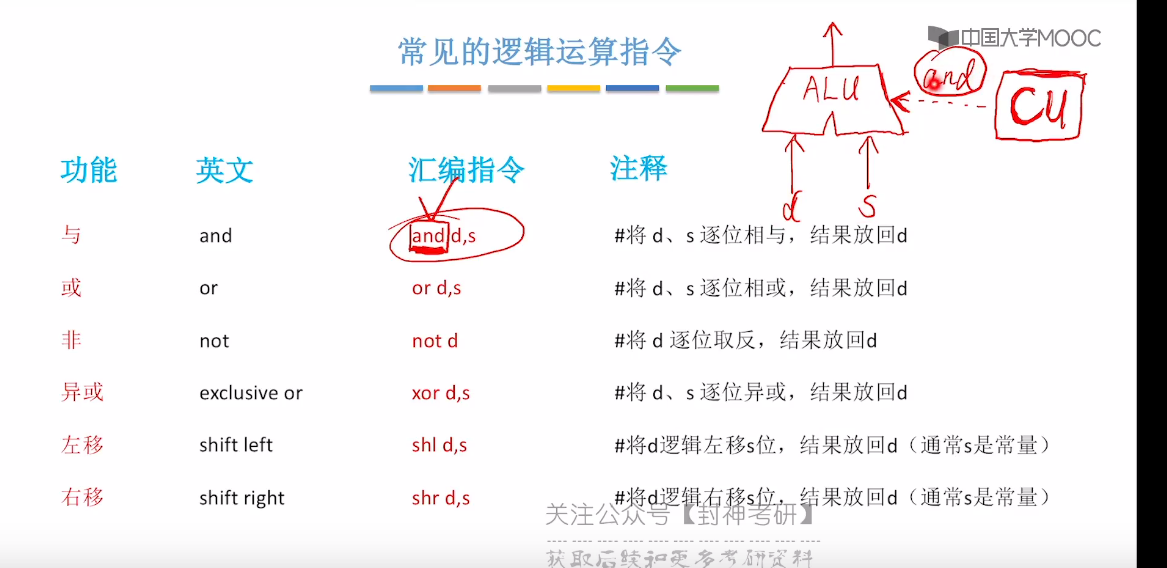 常见的逻辑运算指令
中国大学MOOC
ALU
and
CU
d
s
功能 英文 汇编指令 注释
与 and and d,s #将 d、s 逐位相与，结果放回d
或 or or d,s #将 d、s 逐位相或，结果放回d
非 not not d #将 d 逐位取反，结果放回d
异或 exclusive or xor d,s #将 d、s 逐位异或，结果放回d
左移 shift left shl d,s #将d逻辑左移s位，结果放回d（通常s是常量）
右移 shift right shr d,s #将d逻辑右移s位，结果放回d（通常s是常量）
关注公众号【封神考研】
获取后续和更多考研资料